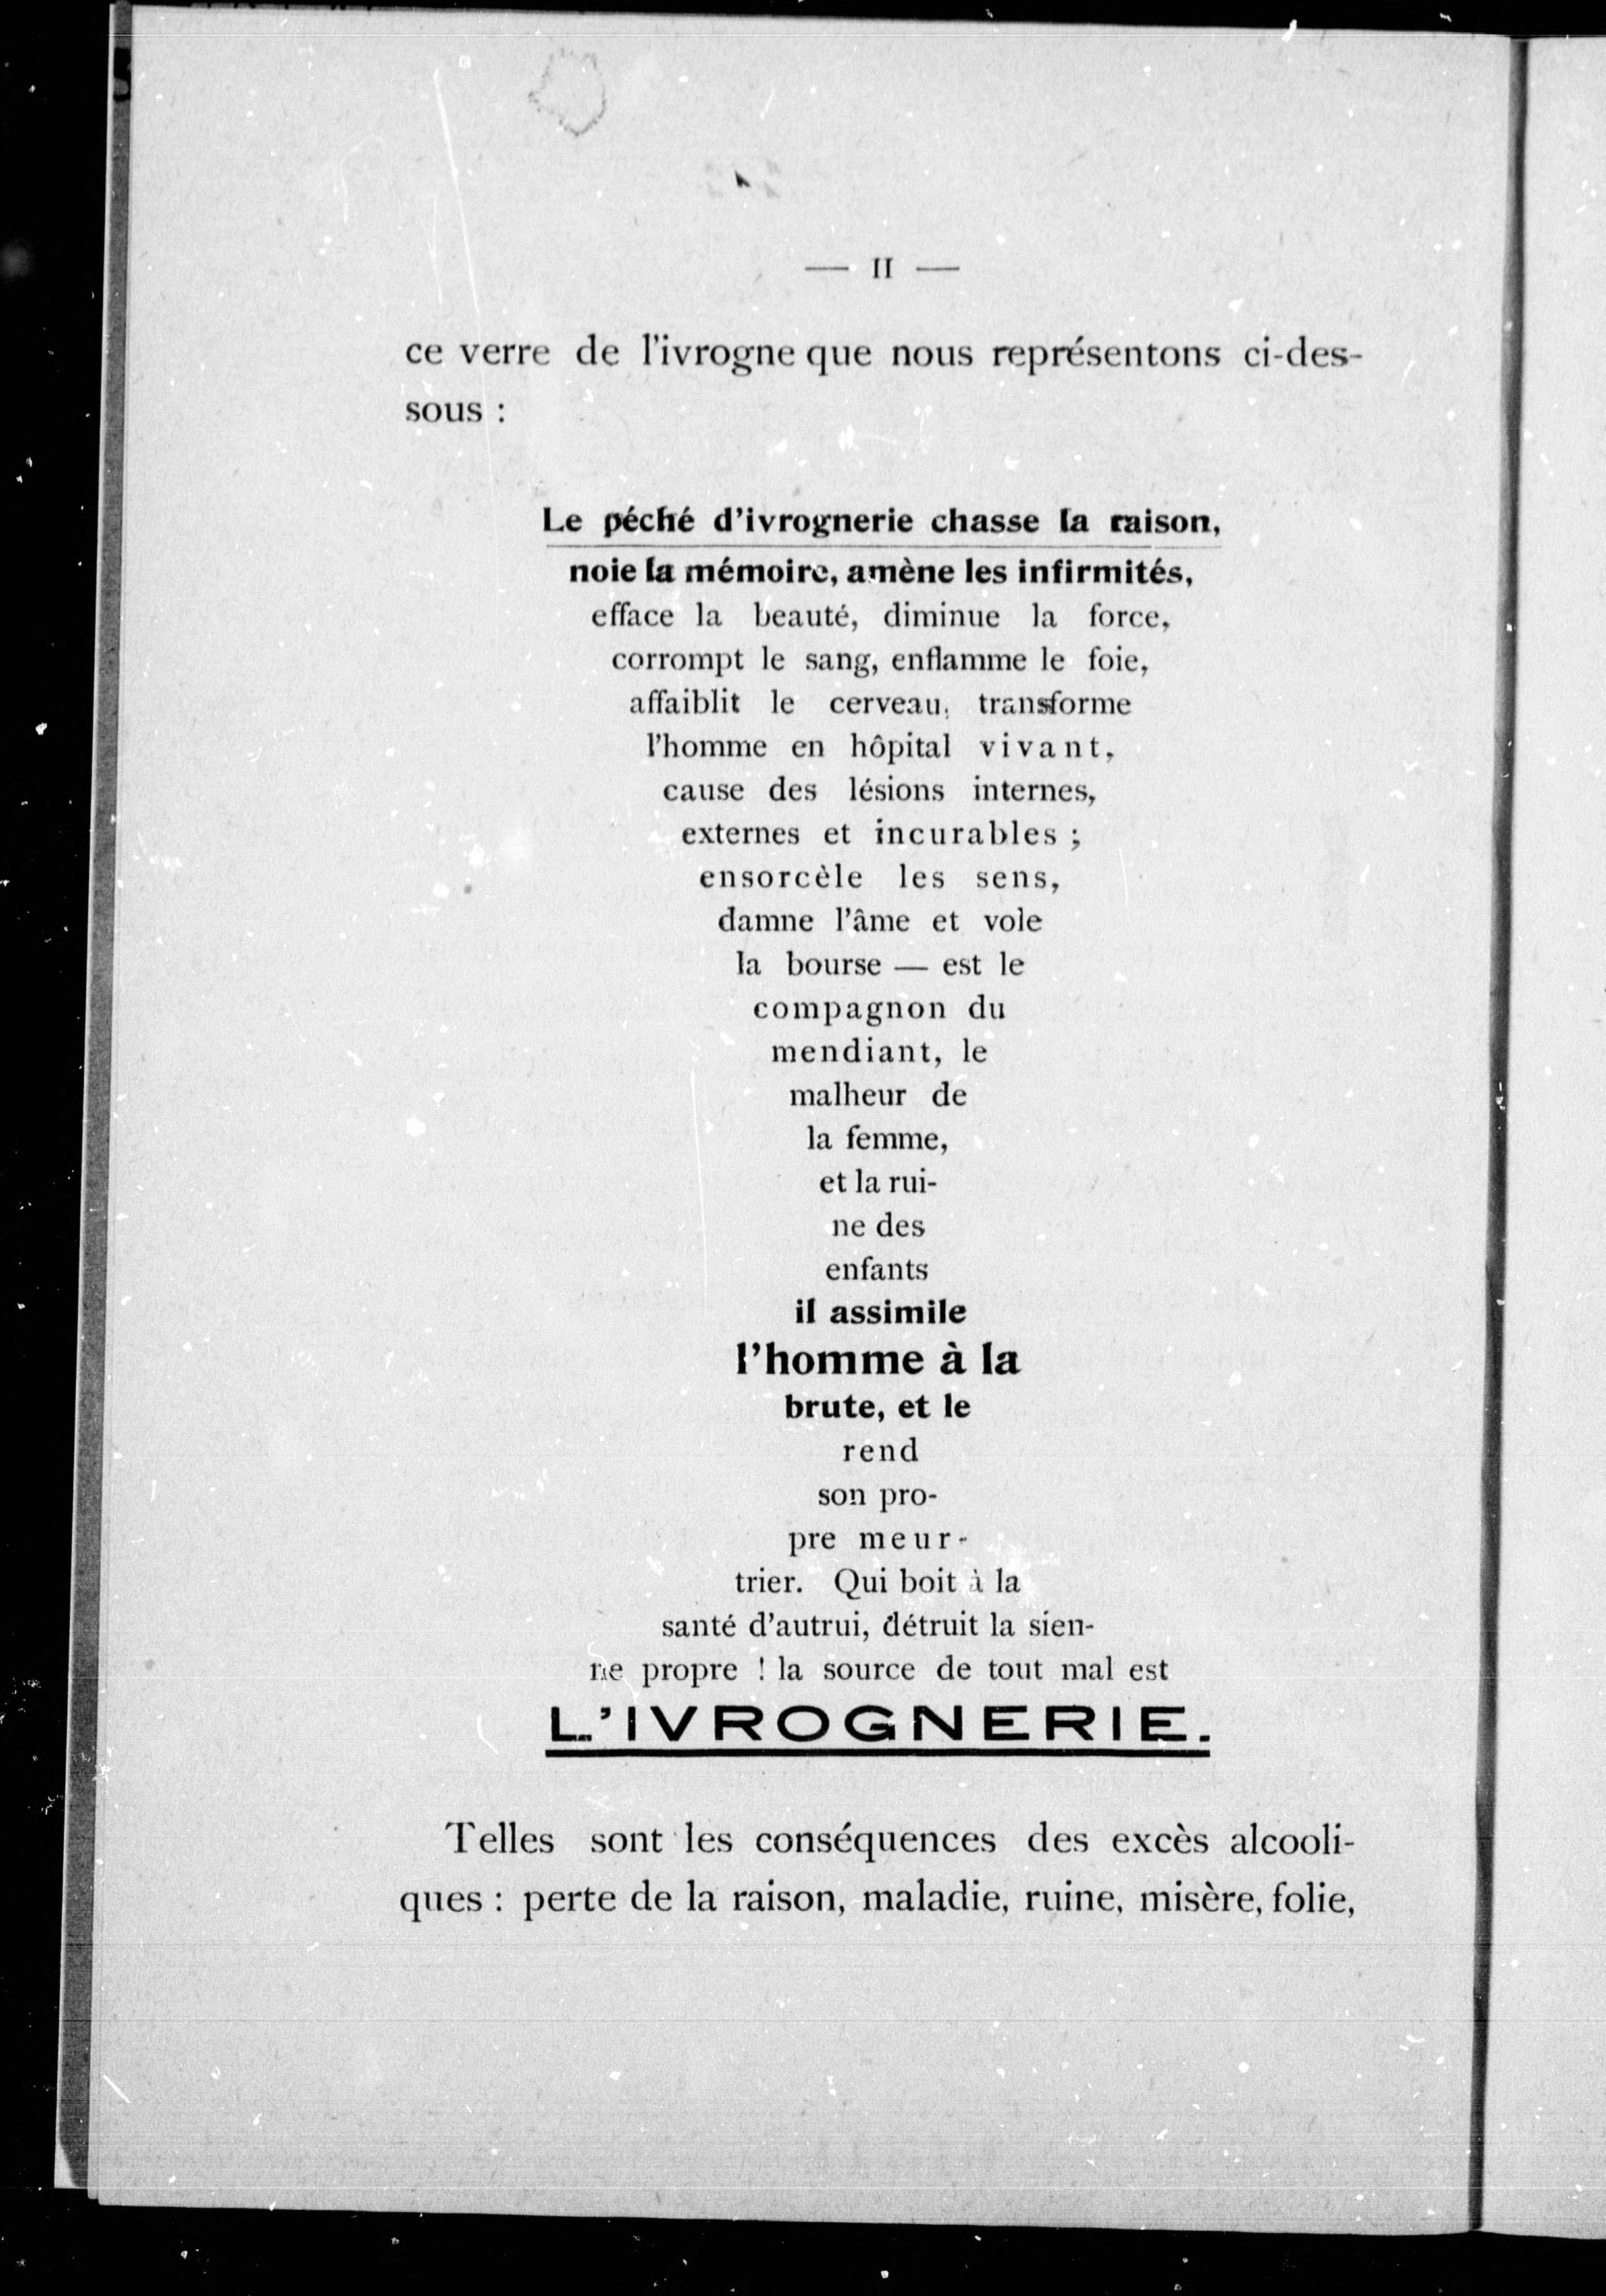 — II —
ce verre de l'ivrogne que nous représentons ci-des-
sous :
Le péché d'ivrognerie chasse la raison,
noie la mémoire, amène les infirmités,
efface la beauté, diminue la force,
corrompt le sang, enflamme le foie,
affaiblit le cerveau, transforme
l'homme en hôpital vivant,
cause des lésions internes,
externes et incurables ;
ensorcèle les sens,
damne l'âme et vole
la bourse — est le
compagnon du
mendiant, le
malheur de
la femme,
et la rui-
ne des
enfants
il assimile
l'homme à la
brute, et le
rend
son pro-
pre meur-
trier. Qui boit à la
santé d'autrui, détruit la sien-
ne propre ! la source de tout mal est
L'IVROGNERIE.
Telles sont les conséquences des excès alcooli-
ques : perte de la raison, maladie, ruine, misère, folie,